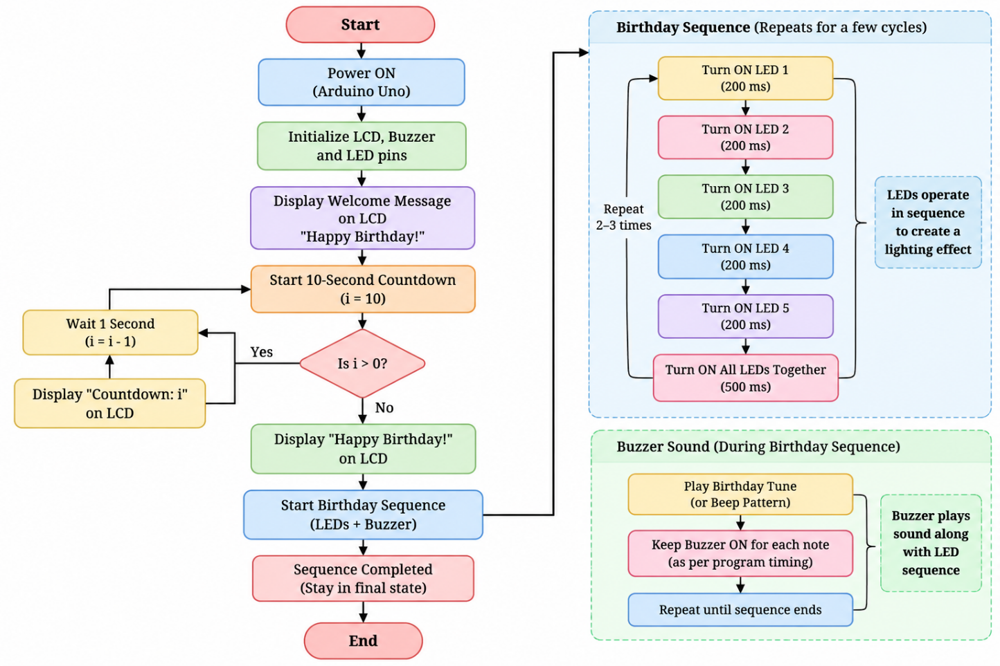 Start
Power ON
(Arduino Uno)
Initialize LCD, Buzzer
and LED pins
Display Welcome Message
on LCD
"Happy Birthday!"
Start 10-Second Countdown
(i = 10)
Wait 1 Second
(i = i - 1)
Yes
Is i > 0?
Display "Countdown: i"
on LCD
No
Display "Happy Birthday!"
on LCD
Start Birthday Sequence
(LEDs + Buzzer)
Sequence Completed
(Stay in final state)
End
Birthday Sequence (Repeats for a few cycles)
Turn ON LED 1
(200 ms)
Turn ON LED 2
(200 ms)
Turn ON LED 3
(200 ms)
Turn ON LED 4
(200 ms)
Turn ON LED 5
(200 ms)
Turn ON All LEDs Together
(500 ms)
Repeat
2–3 times
LEDs operate
in sequence
to create a
lighting effect
Buzzer Sound (During Birthday Sequence)
Play Birthday Tune
(or Beep Pattern)
Keep Buzzer ON for each note
(as per program timing)
Repeat until sequence ends
Buzzer plays
sound along
with LED
sequence